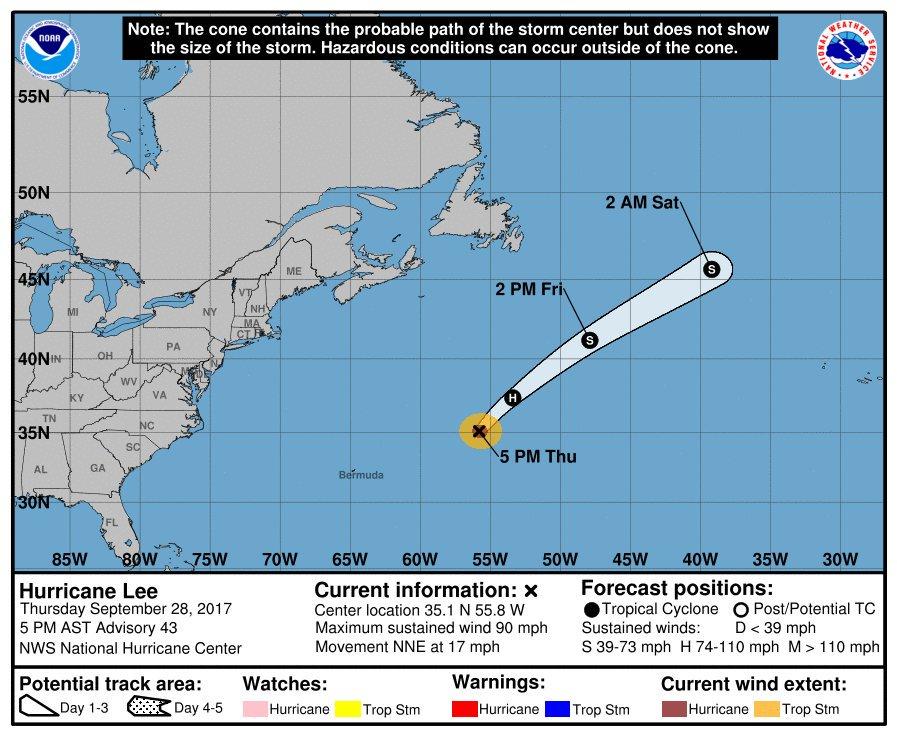 Note: The cone contains the probable path of the storm center but does not show
the size of the storm. Hazardous conditions can occur outside of the cone.
NOAA
NATIONAL WEATHER SERVICE
55N
50N
2 AM Sat
S
45N
ME
2 PM Fri
VT
NH
MI
NY
MA
CT
S
PA
40N
IN
OH
WV
H
KY
VA
TN
NC
35N
5 PM Thu
SC
AL
GA
Bermuda
30N
FL
85W 80W 75W 70W 65W 60W 55W 50W 45W 40W 35W 30W
Hurricane Lee
Thursday September 28, 2017
5 PM AST Advisory 43
NWS National Hurricane Center
Current information: ×
Center location 35.1 N 55.8 W
Maximum sustained wind 90 mph
Movement NNE at 17 mph
Forecast positions:
Tropical Cyclone Post/Potential TC
Sustained winds: D < 39 mph
S 39-73 mph H 74-110 mph M > 110 mph
Potential track area:
Day 1-3 Day 4-5
Watches:
Hurricane Trop Stm
Warnings:
Hurricane Trop Stm
Current wind extent:
Hurricane Trop Stm